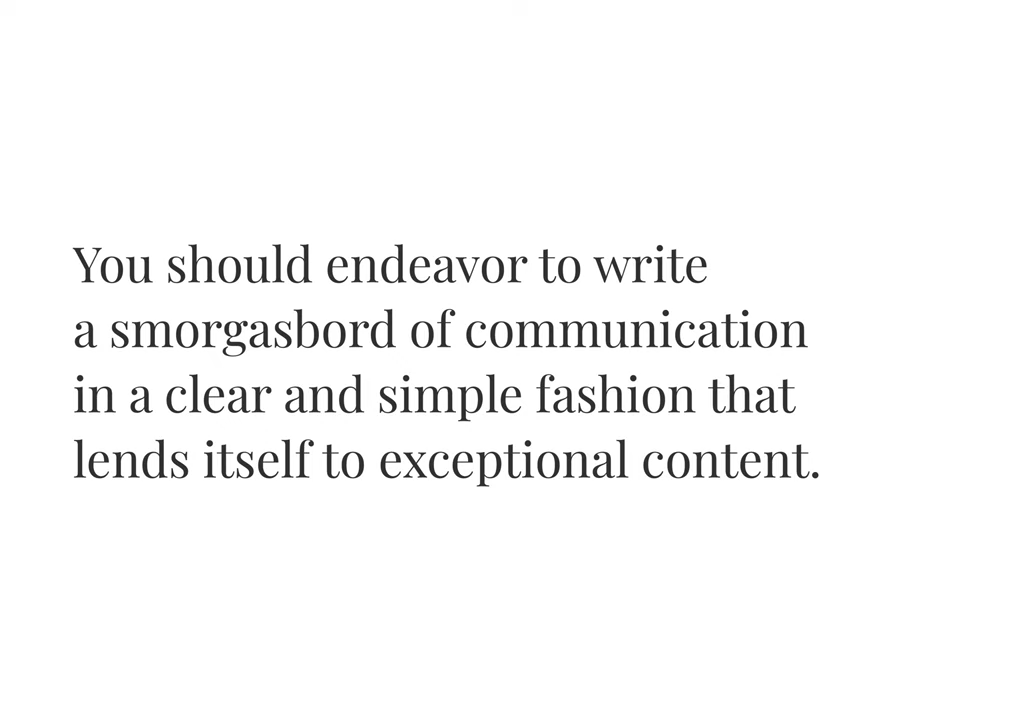 You should endeavor to write
a smorgasbord of communication
in a clear and simple fashion that
lends itself to exceptional content.